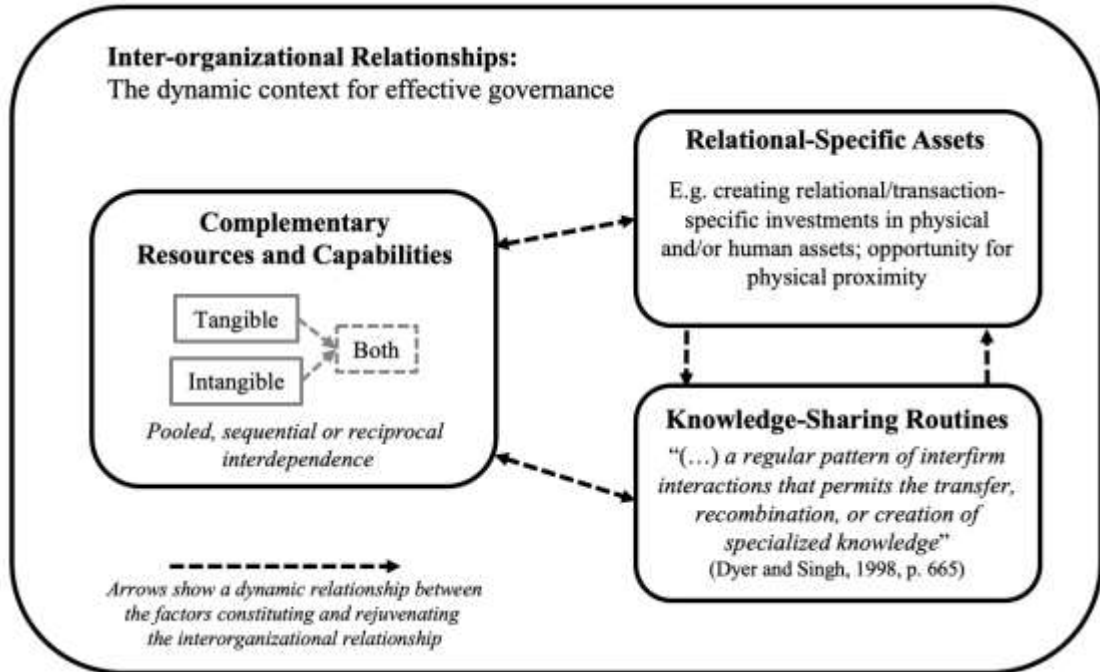 Inter-organizational Relationships:
The dynamic context for effective governance
Relational-Specific Assets
E.g. creating relational/transaction-
specific investments in physical
and/or human assets; opportunity for
physical proximity
Complementary
Resources and Capabilities
Tangible
Both
Intangible
Pooled, sequential or reciprocal
interdependence
Knowledge-Sharing Routines
“(…) a regular pattern of interfirm
interactions that permits the transfer,
recombination, or creation of
specialized knowledge”
(Dyer and Singh, 1998, p. 665)
Arrows show a dynamic relationship between
the factors constituting and rejuvenating
the interorganizational relationship